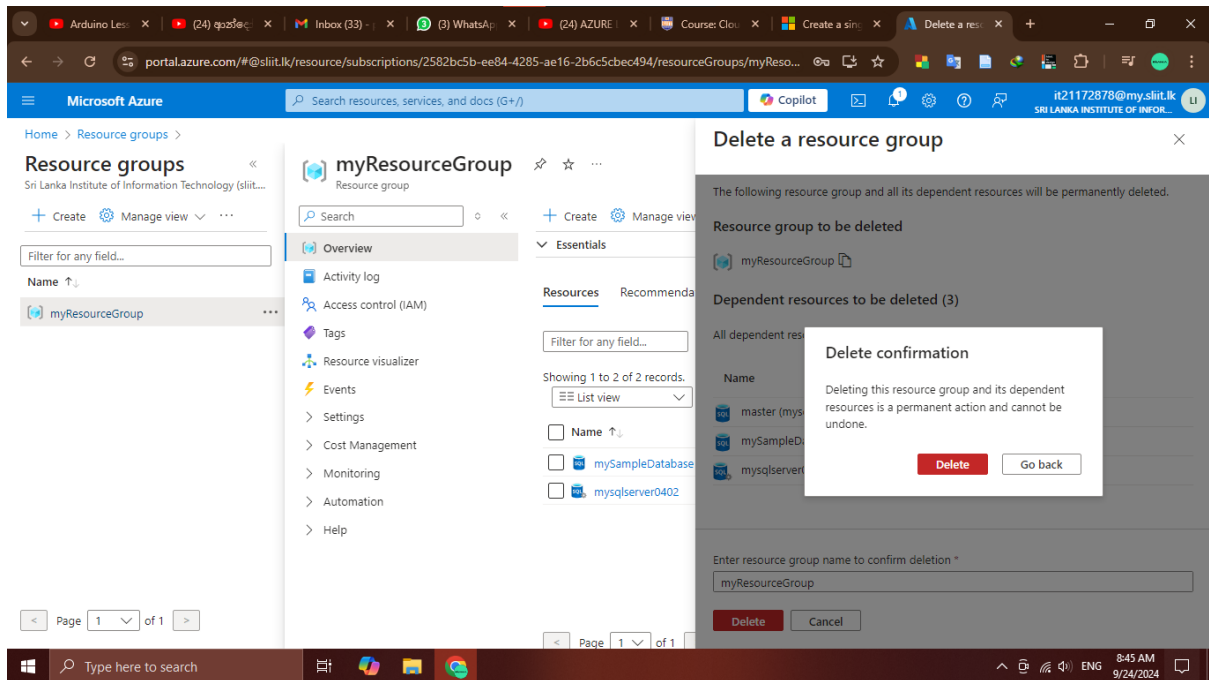 Arduino Less
(24) අාර්ථ
M Inbox (33) -
(3) WhatsAp
(24) AZURE
Course: Clou
Create a sing
Delete a reso
portal.azure.com/#@sliit.lk/resource/subscriptions/2582bc5b-ee84-4285-ae16-2b6c5cbec494/resourceGroups/myReso...
Microsoft Azure
Search resources, services, and docs (G+/)
Copilot
1
it21172878@my.sliit.lk
SRI LANKA INSTITUTE OF INFOR...
LI
Home > Resource groups >
Resource groups
Sri Lanka Institute of Information Technology (sliit....
+ Create
Manage view
...
Filter for any field...
Name ↑↓
myResourceGroup
...
< Page 1 of 1 >
myResourceGroup
...
Resource group
Search
«
Overview
Activity log
Access control (IAM)
Tags
Resource visualizer
Events
> Settings
> Cost Management
> Monitoring
> Automation
> Help
+ Create
Manage view
Essentials
Resources
Recommenda
Filter for any field...
Showing 1 to 2 of 2 records.
List view
Name ↑↓
mySampleDatabase
mysqlserver0402
< Page 1 of 1
Delete a resource group
The following resource group and all its dependent resources will be permanently deleted.
Resource group to be deleted
myResourceGroup
Dependent resources to be deleted (3)
All dependent res
Name
master (mys
mySampleD
mysqlserver
Delete confirmation
Deleting this resource group and its dependent
resources is a permanent action and cannot be
undone.
Delete
Go back
Enter resource group name to confirm deletion *
myResourceGroup
Delete
Cancel
Type here to search
ENG
8:45 AM
9/24/2024